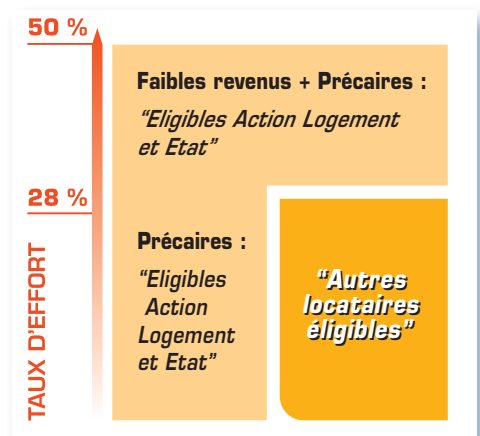 50 %
Faibles revenus + Précaires :
“Eligibles Action Logement
et Etat”
28 %
TAUX D’EFFORT
Précaires :
“Eligibles
Action
Logement
et Etat”
“Autres
locataires
éligibles”